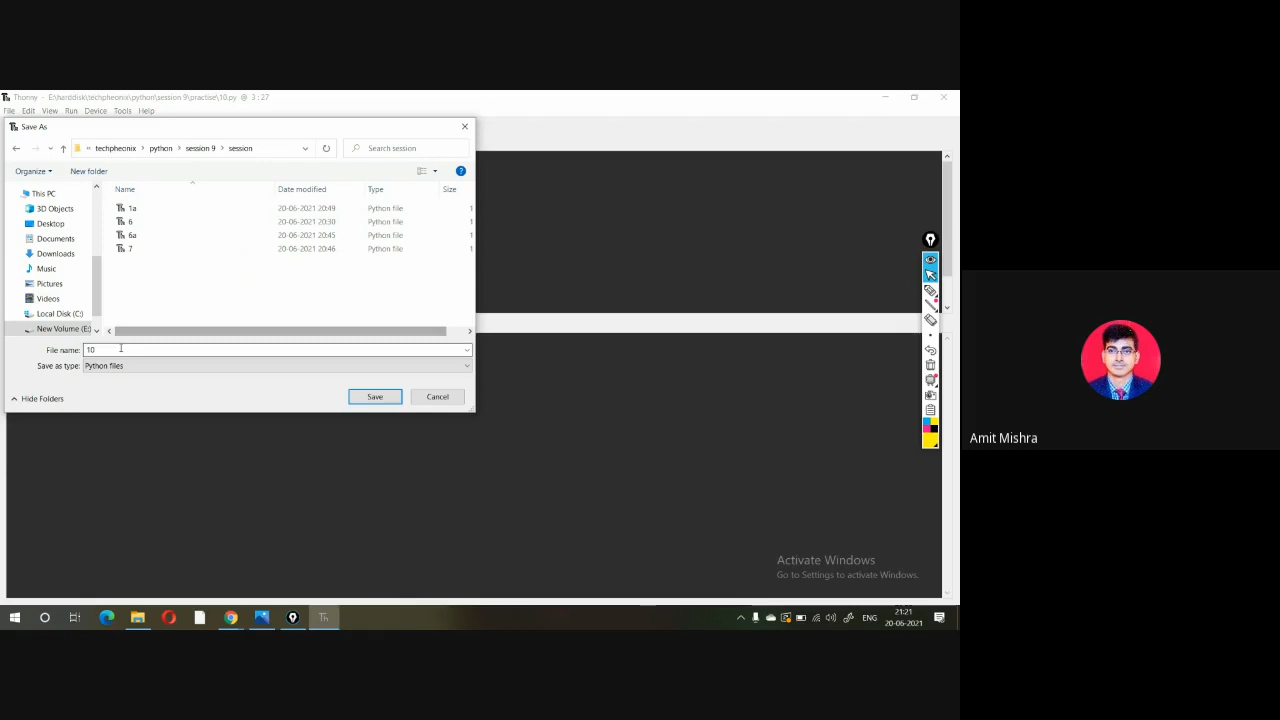 Thonny - E:\harddisk\techpheonix\python\session 9\practise\10.py @ 3:27
File Edit View Run Device Tools Help
Save As
« techpheonix › python › session 9 › session
Search session
Organize New folder
This PC
3D Objects
Desktop
Documents
Downloads
Music
Pictures
Videos
Local Disk (C:)
New Volume (E:)
Name Date modified Type Size
1a 20-06-2021 20:49 Python file 1
6 20-06-2021 20:30 Python file 1
6a 20-06-2021 20:45 Python file 1
7 20-06-2021 20:46 Python file 1
File name: 10
Save as type: Python files
Hide Folders
Save Cancel
Activate Windows
Go to Settings to activate Windows.
ENG
21:21
20-06-2021
Amit Mishra